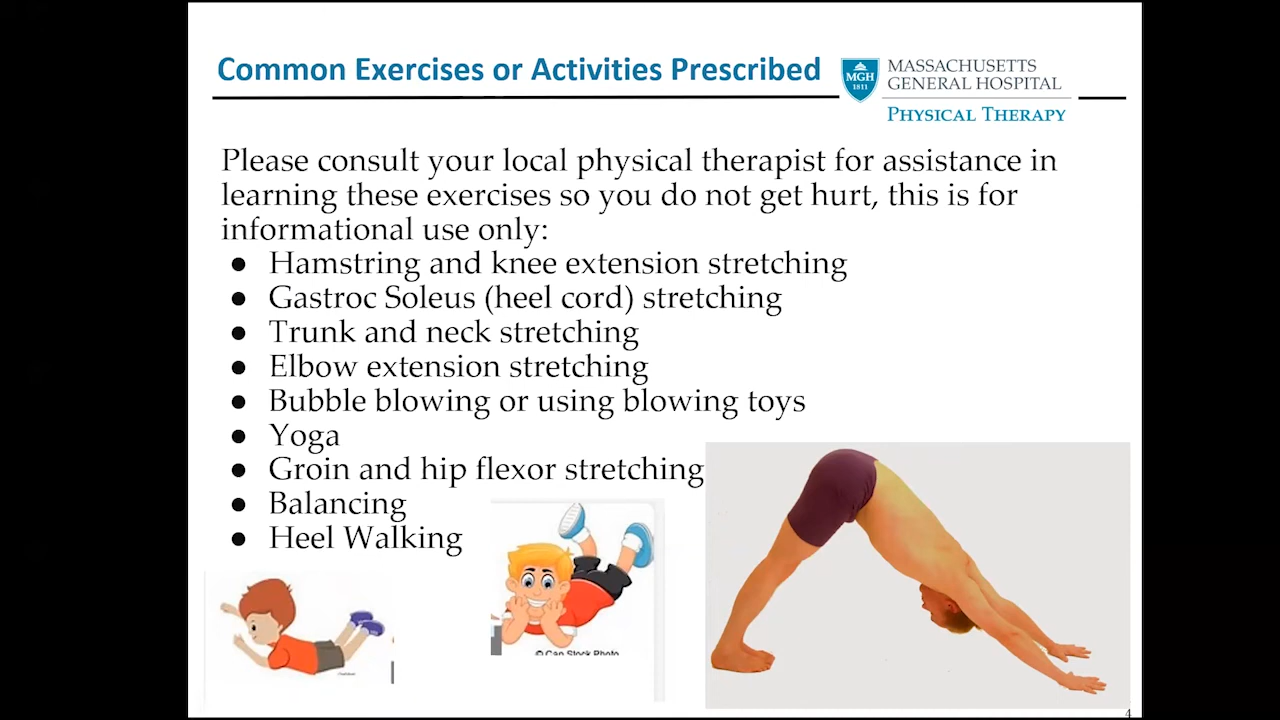 Common Exercises or Activities Prescribed
MGH
1811
MASSACHUSETTS
GENERAL HOSPITAL
PHYSICAL THERAPY
Please consult your local physical therapist for assistance in
learning these exercises so you do not get hurt, this is for
informational use only:
● Hamstring and knee extension stretching
● Gastroc Soleus (heel cord) stretching
● Trunk and neck stretching
● Elbow extension stretching
● Bubble blowing or using blowing toys
● Yoga
● Groin and hip flexor stretching
● Balancing
● Heel Walking
© Can Stock Photo
4